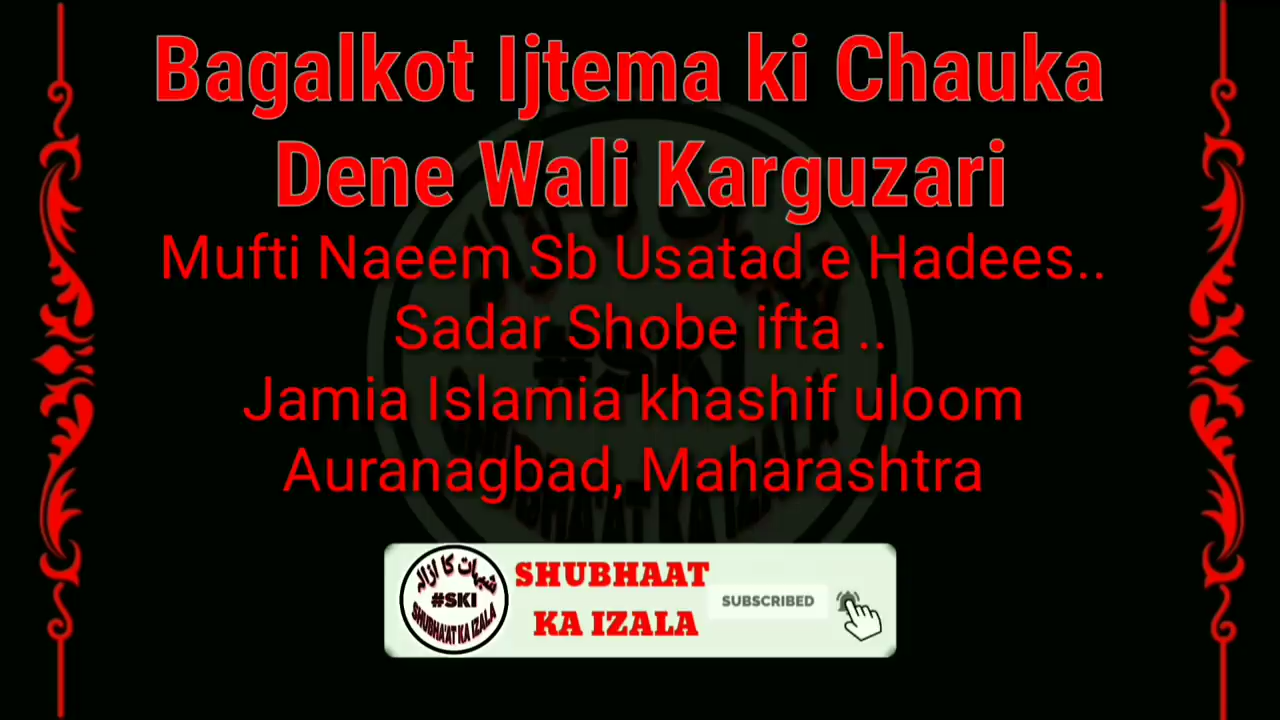 Bagalkot Ijtema ki Chauka
Dene Wali Karguzari
Mufti Naeem Sb Usatad e Hadees..
Sadar Shobe ifta ..
Jamia Islamia khashif uloom
Auranagbad, Maharashtra
شبہات کا ازالہ
#SKI
SHUBHA'AT KA IZALA
SHUBHAAT
KA IZALA
SUBSCRIBED